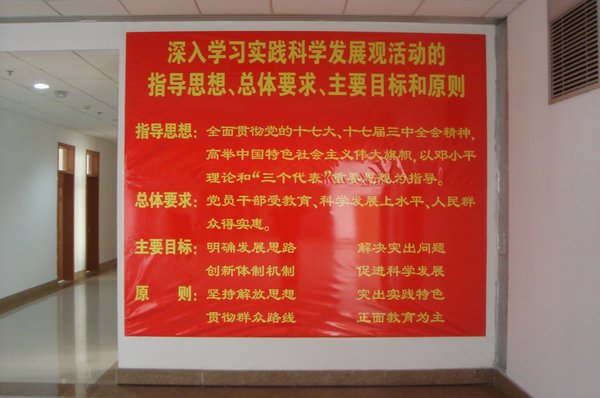 深入学习实践科学发展观活动的
指导思想、总体要求、主要目标和原则
指导思想: 全面贯彻党的十七大、十七届三中全会精神,
高举中国特色社会主义伟大旗帜,以邓小平
理论和“三个代表”重要思想为指导。
总体要求: 党员干部受教育、科学发展上水平、人民群
众得实惠。
主要目标: 明确发展思路 解决突出问题
创新体制机制 促进科学发展
原 则: 坚持解放思想 突出实践特色
贯彻群众路线 正面教育为主